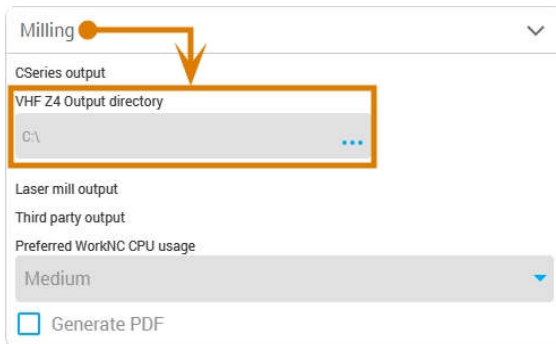 Milling
CSeries output
VHF Z4 Output directory
C:\
...
Laser mill output
Third party output
Preferred WorkNC CPU usage
Medium
Generate PDF